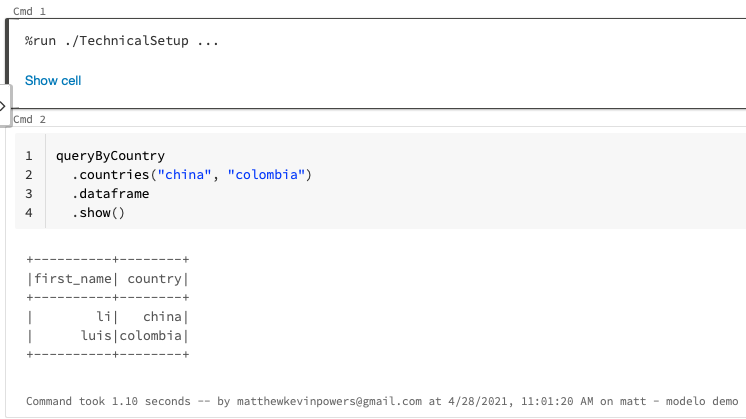 Cmd 1
%run ./TechnicalSetup ...
Show cell
Cmd 2
1 queryByCountry
2   .countries("china", "colombia")
3   .dataframe
4   .show()
+----------+--------+
|first_name| country|
+----------+--------+
|        li|   china|
|      luis|colombia|
+----------+--------+
Command took 1.10 seconds -- by matthewkevinpowers@gmail.com at 4/28/2021, 11:01:20 AM on matt - modelo demo